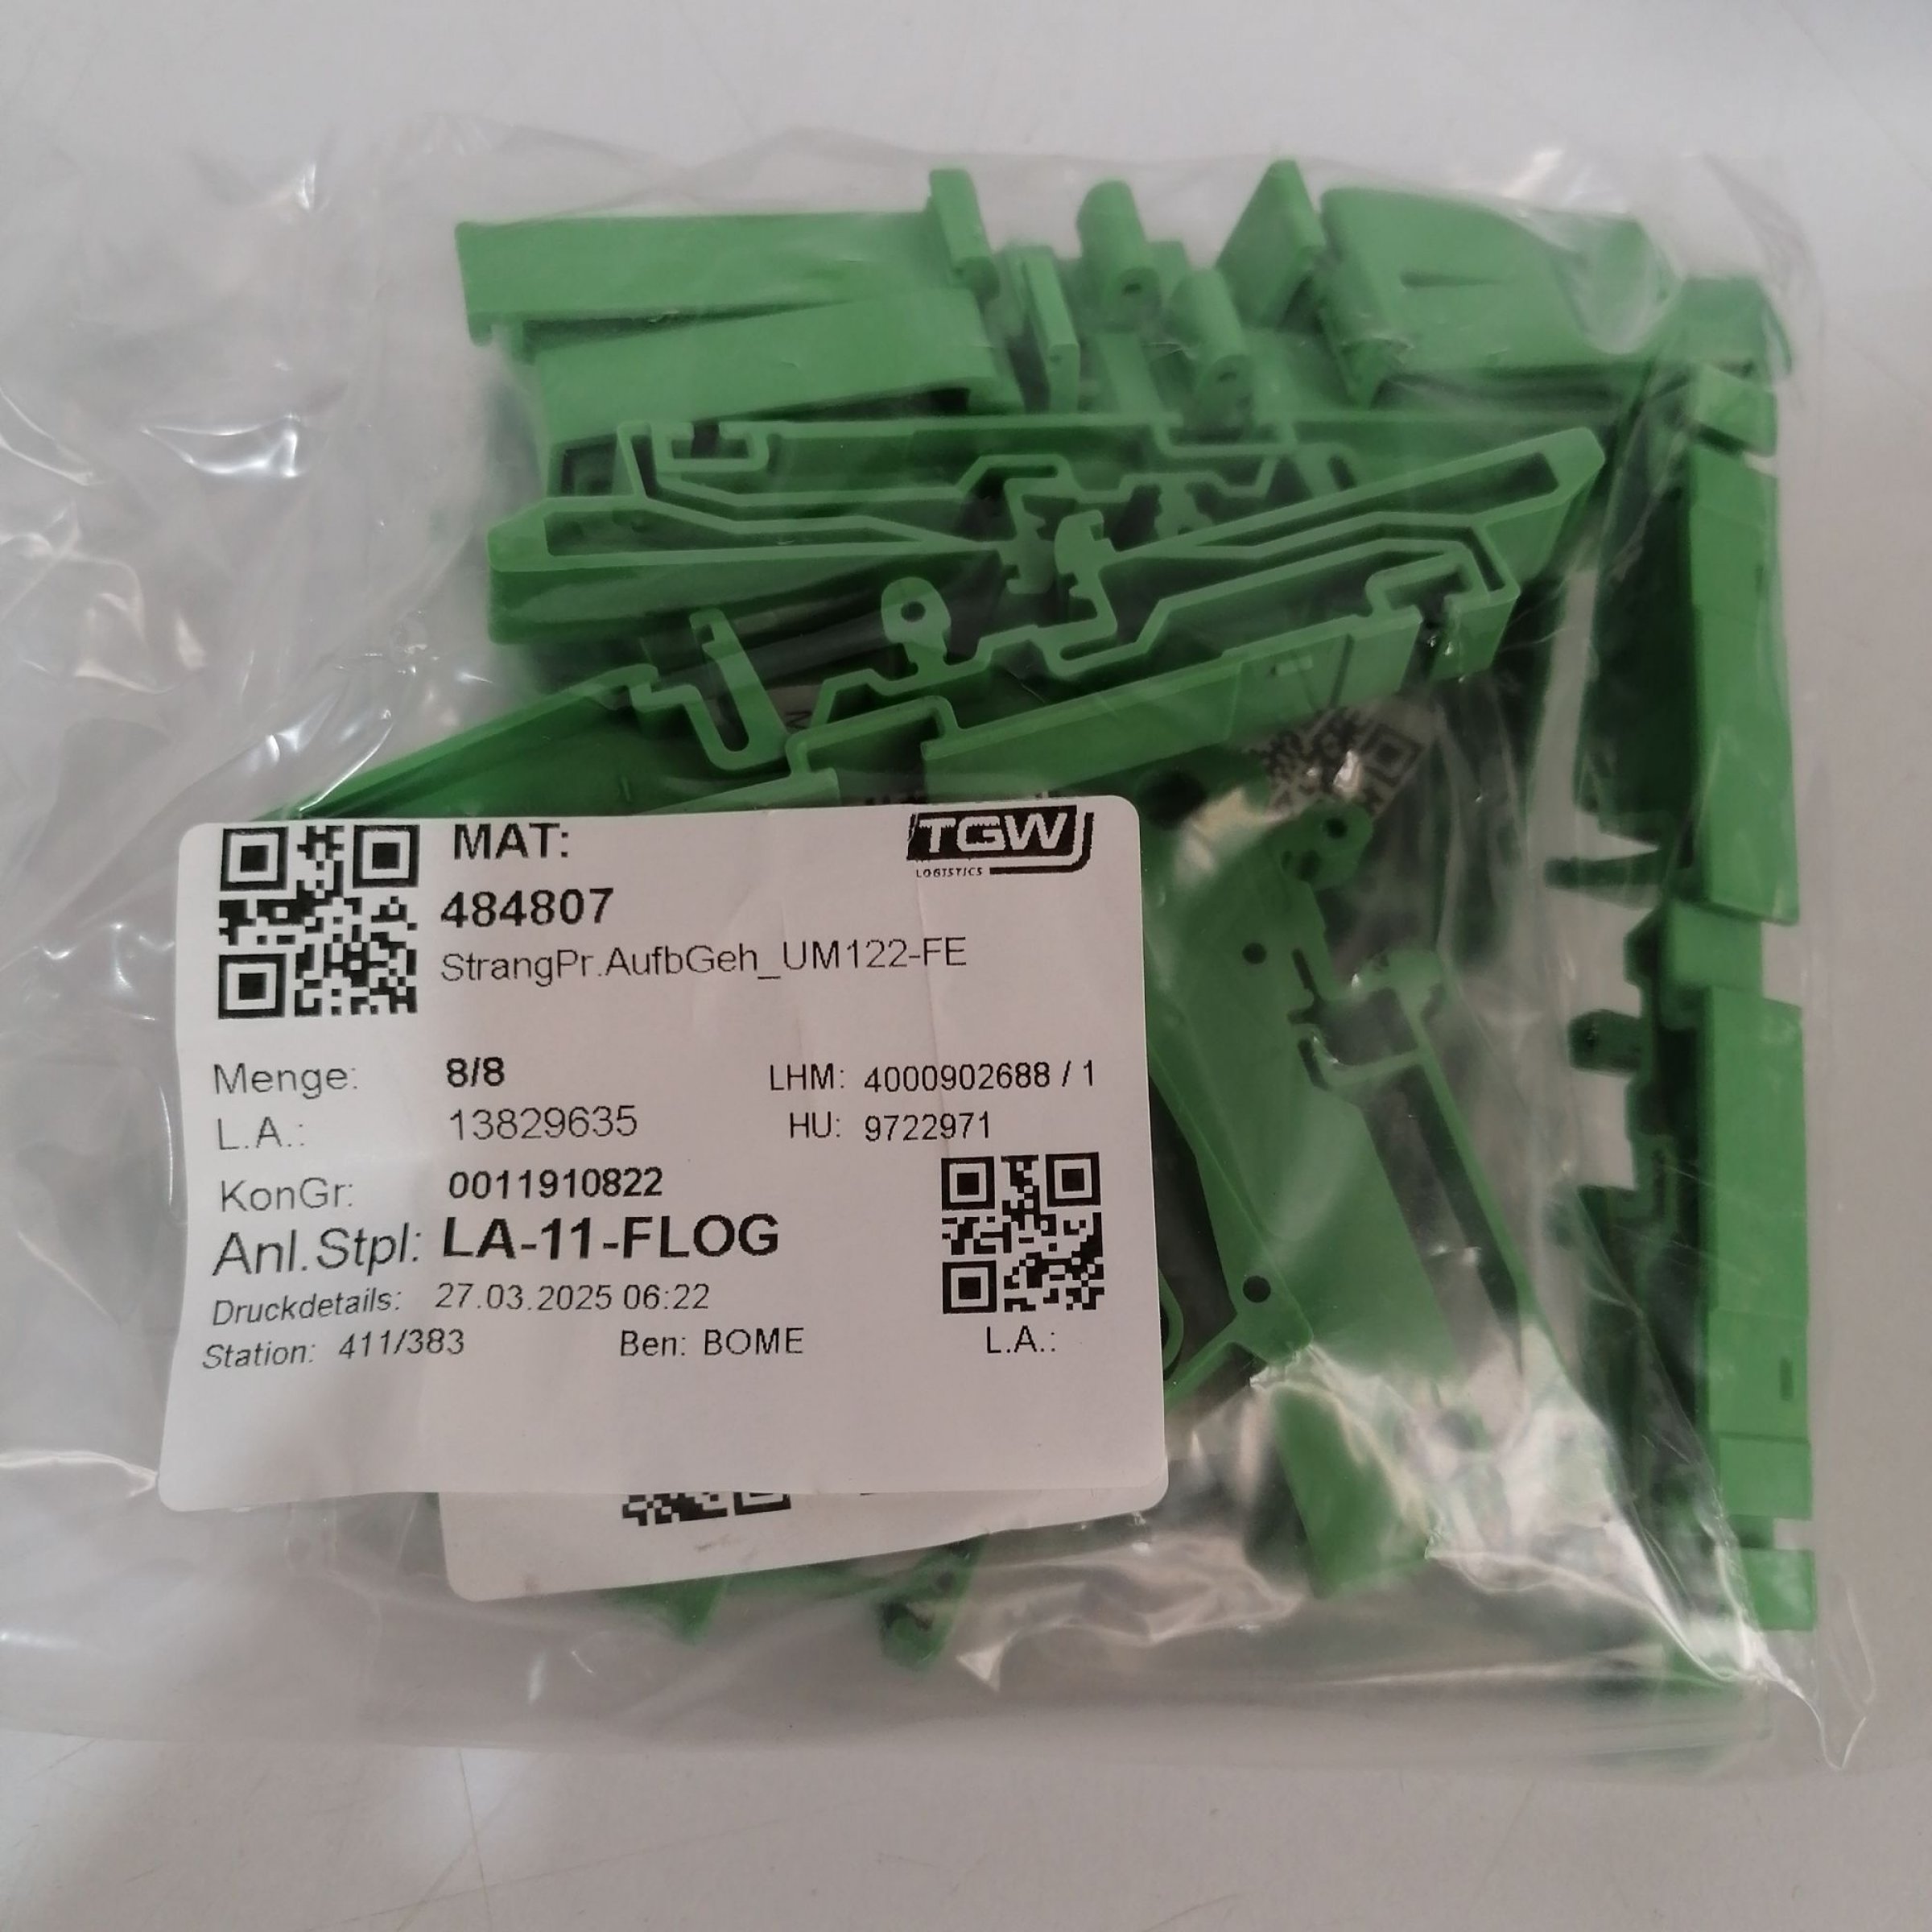 MAT:
TGW
LOGISTICS
484807
StrangPr.AufbGeh_UM122-FE
Menge: 8/8 LHM: 4000902688 / 1
L.A.: 13829635 HU: 9722971
KonGr: 0011910822
Anl.Stpl: LA-11-FLOG
Druckdetails: 27.03.2025 06:22
Station: 411/383 Ben: BOME L.A.: